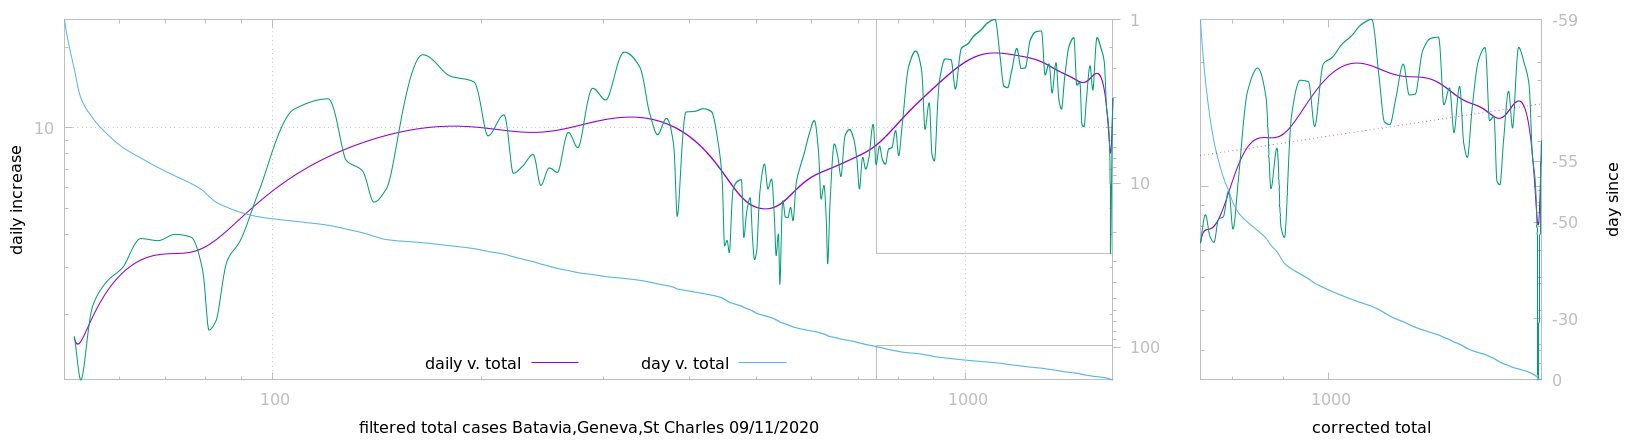 1
-59
10
-55
10
-50
daily increase
day since
-30
daily v. total
day v. total
100
0
100
1000
1000
filtered total cases Batavia,Geneva,St Charles 09/11/2020
corrected total